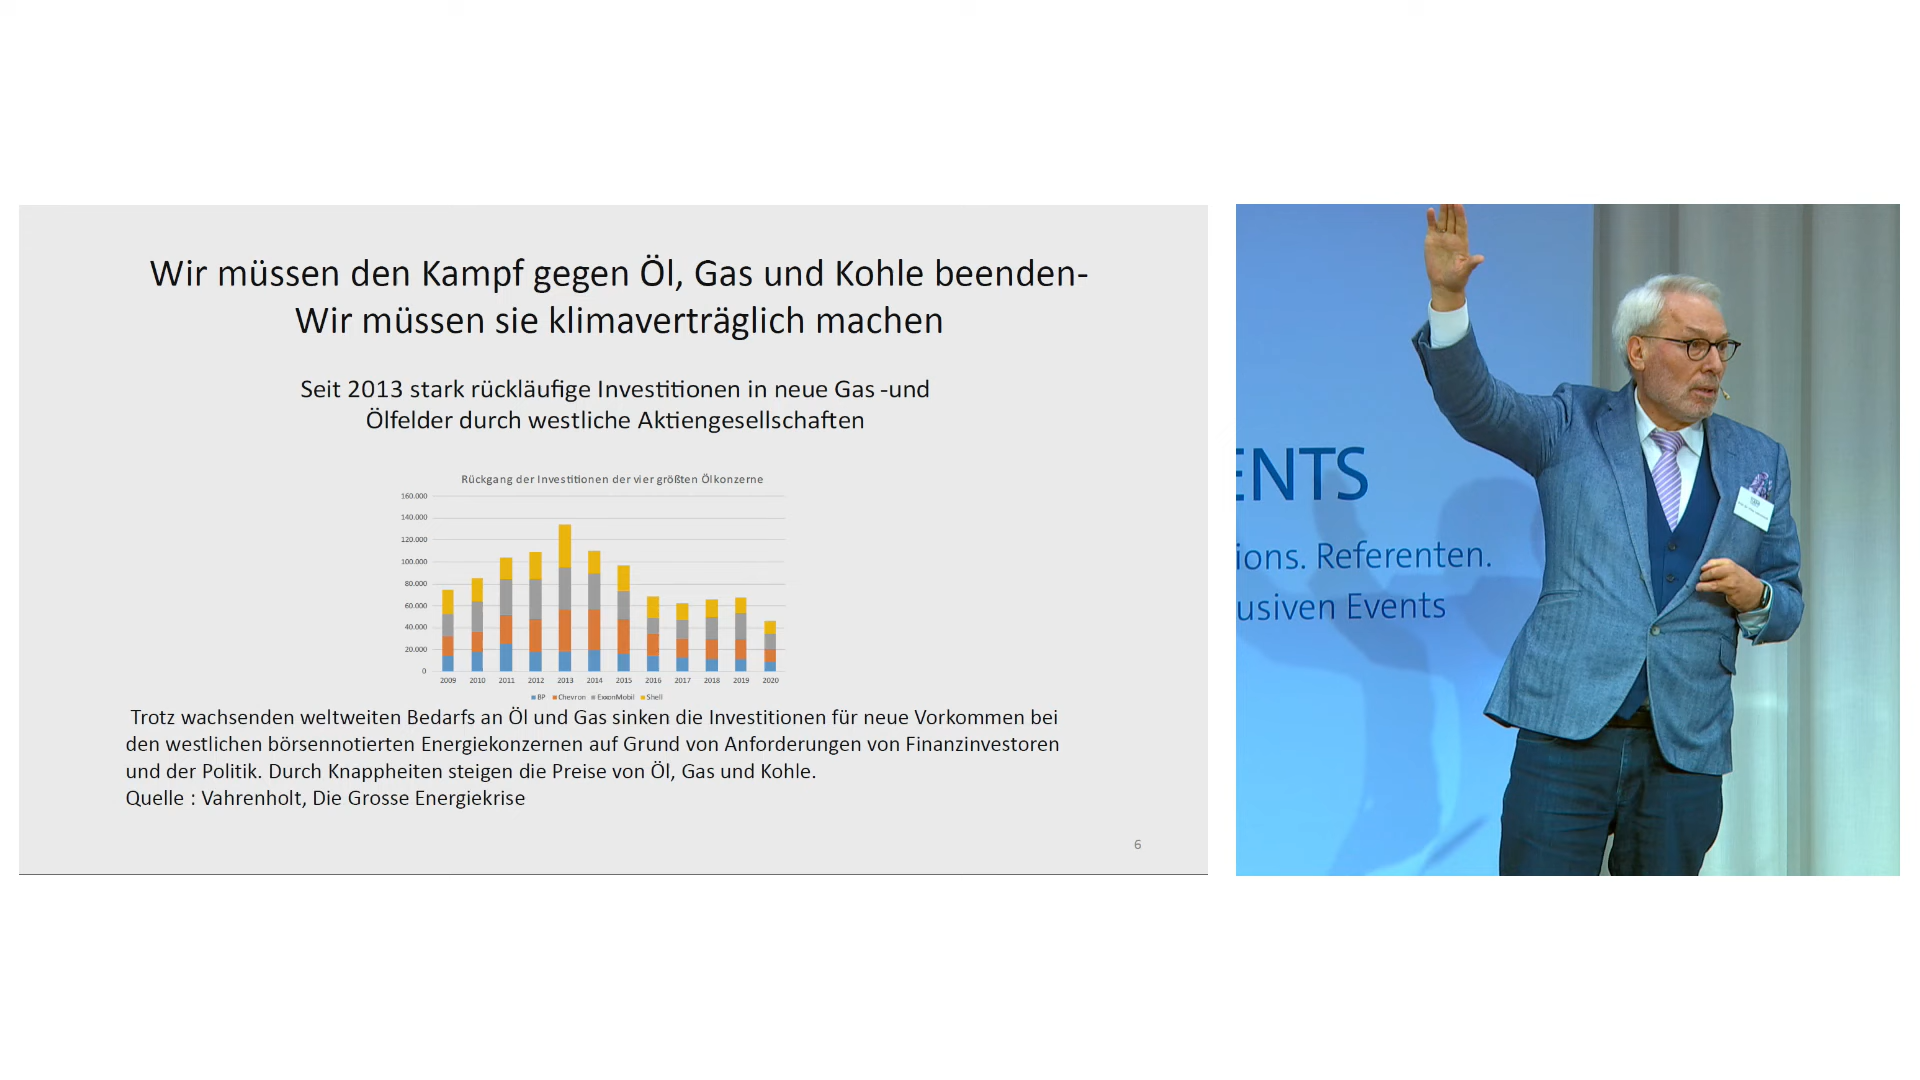 Wir müssen den Kampf gegen Öl, Gas und Kohle beenden-
Wir müssen sie klimaverträglich machen
Seit 2013 stark rückläufige Investitionen in neue Gas -und
Ölfelder durch westliche Aktiengesellschaften
Rückgang der Investitionen der vier größten Ölkonzerne
160.000
140.000
120.000
100.000
80.000
60.000
40.000
20.000
0
2009 2010 2011 2012 2013 2014 2015 2016 2017 2018 2019 2020
BP Chevron ExxonMobil Shell
Trotz wachsenden weltweiten Bedarfs an Öl und Gas sinken die Investitionen für neue Vorkommen bei
den westlichen börsennotierten Energiekonzernen auf Grund von Anforderungen von Finanzinvestoren
und der Politik. Durch Knappheiten steigen die Preise von Öl, Gas und Kohle.
Quelle : Vahrenholt, Die Grosse Energiekrise
6
ENTS
ions. Referenten.
usiven Events